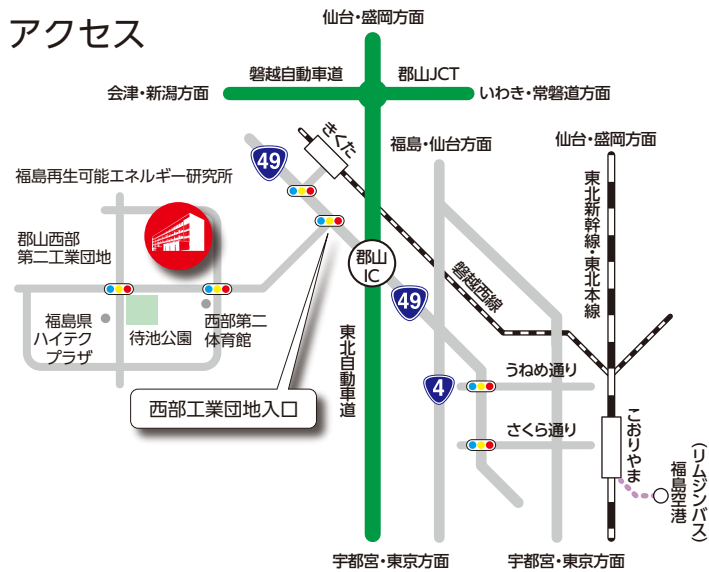 アクセス
仙台・盛岡方面
磐越自動車道
郡山JCT
会津・新潟方面
いわき・常磐道方面
きくた
49
福島・仙台方面
仙台・盛岡方面
福島再生可能エネルギー研究所
東北新幹線・東北本線
郡山西部
第二工業団地
郡山
IC
磐越西線
49
福島県
ハイテク
プラザ
待池公園
西部第二
体育館
東北自動車道
うねめ通り
4
西部工業団地入口
さくら通り
こおりやま
(リムジンバス)
福島空港
宇都宮・東京方面
宇都宮・東京方面